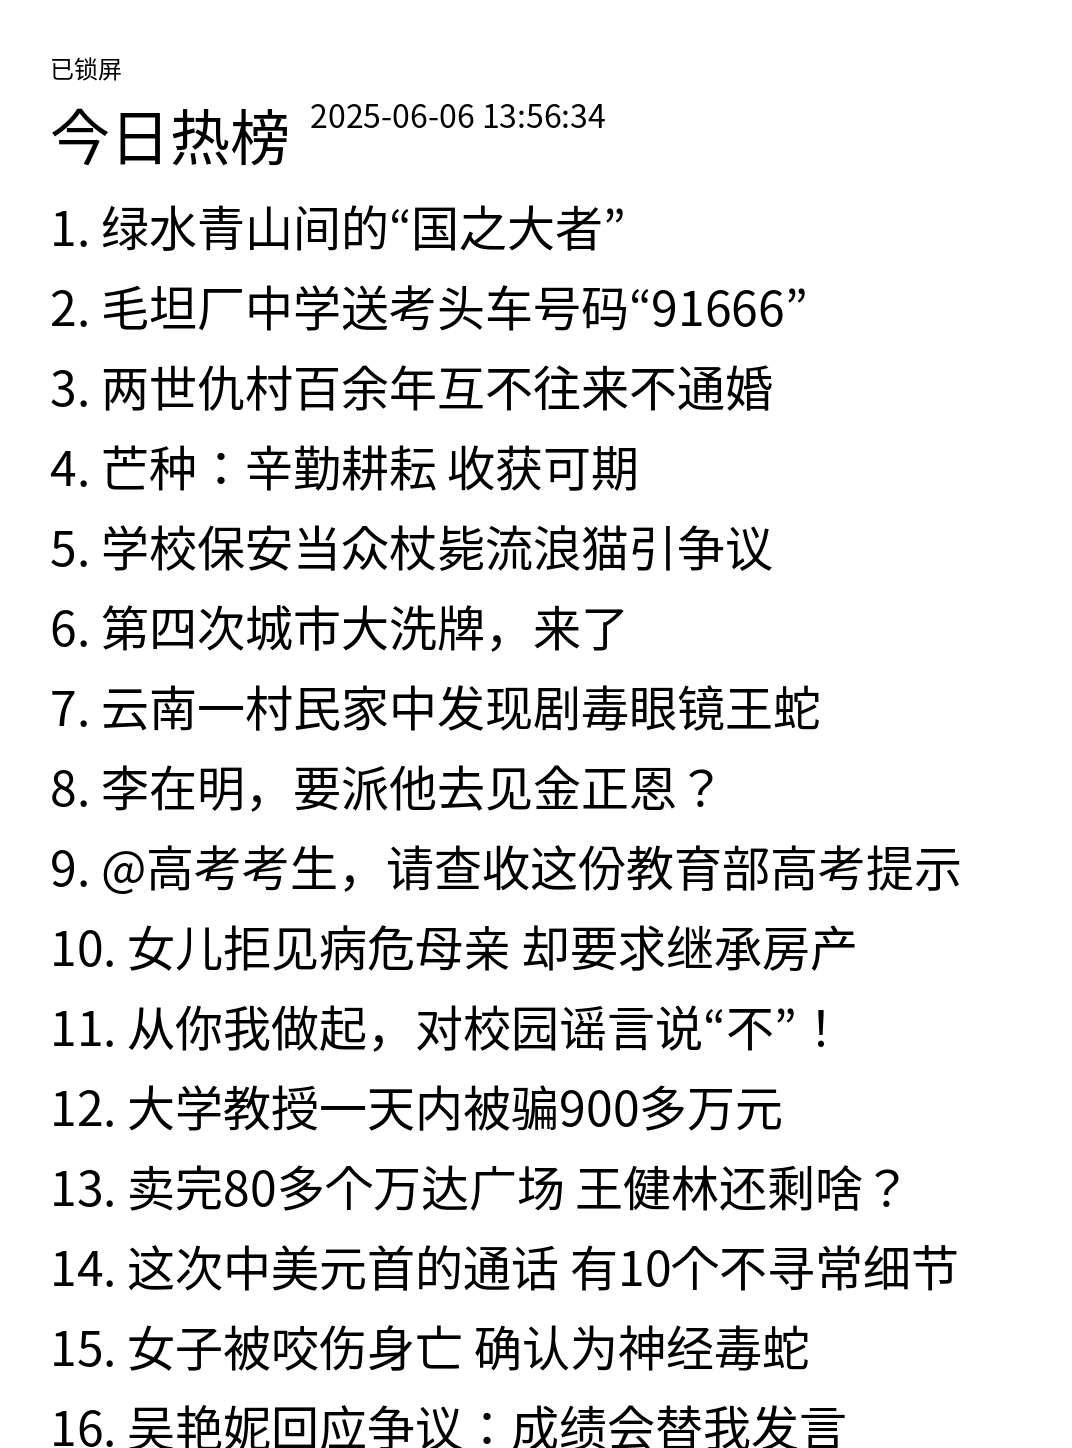 已锁屏
今日热榜 2025-06-06 13:56:34
1. 绿水青山间的“国之大者”
2. 毛坦厂中学送考头车号码“91666”
3. 两世仇村百余年互不往来不通婚
4. 芒种：辛勤耕耘 收获可期
5. 学校保安当众杖毙流浪猫引争议
6. 第四次城市大洗牌，来了
7. 云南一村民家中发现剧毒眼镜王蛇
8. 李在明，要派他去见金正恩？
9. @高考考生，请查收这份教育部高考提示
10. 女儿拒见病危母亲 却要求继承房产
11. 从你我做起，对校园谣言说“不”！
12. 大学教授一天内被骗900多万元
13. 卖完80多个万达广场 王健林还剩啥？
14. 这次中美元首的通话 有10个不寻常细节
15. 女子被咬伤身亡 确认为神经毒蛇
16. 吴艳妮回应争议：成绩会替我发言